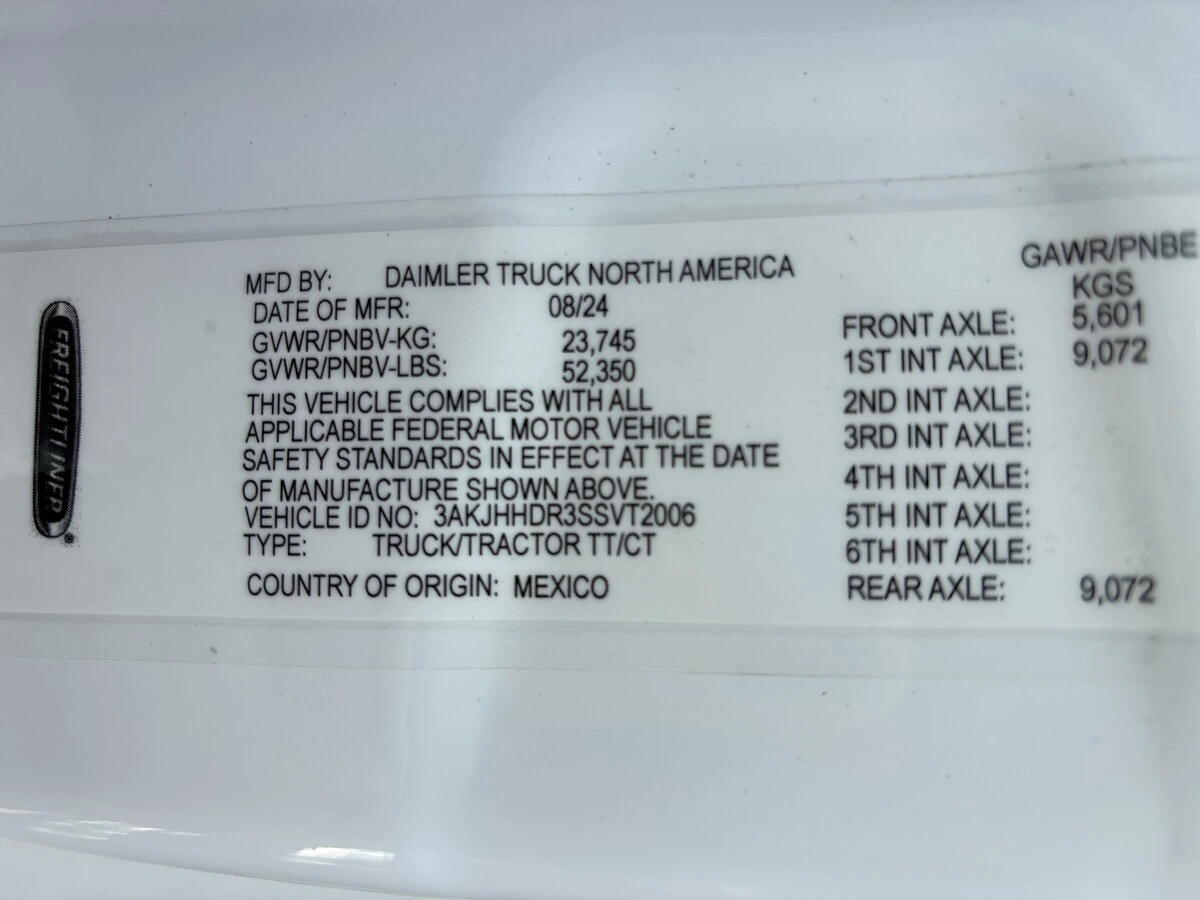 FREIGHTLINER
MFD BY: DAIMLER TRUCK NORTH AMERICA
DATE OF MFR: 08/24
GVWR/PNBV-KG: 23,745
GVWR/PNBV-LBS: 52,350
THIS VEHICLE COMPLIES WITH ALL
APPLICABLE FEDERAL MOTOR VEHICLE
SAFETY STANDARDS IN EFFECT AT THE DATE
OF MANUFACTURE SHOWN ABOVE.
VEHICLE ID NO: 3AKJHHDR3SSVT2006
TYPE: TRUCK/TRACTOR TT/CT
COUNTRY OF ORIGIN: MEXICO
GAWR/PNBE
KGS
FRONT AXLE: 5,601
1ST INT AXLE: 9,072
2ND INT AXLE:
3RD INT AXLE:
4TH INT AXLE:
5TH INT AXLE:
6TH INT AXLE:
REAR AXLE: 9,072